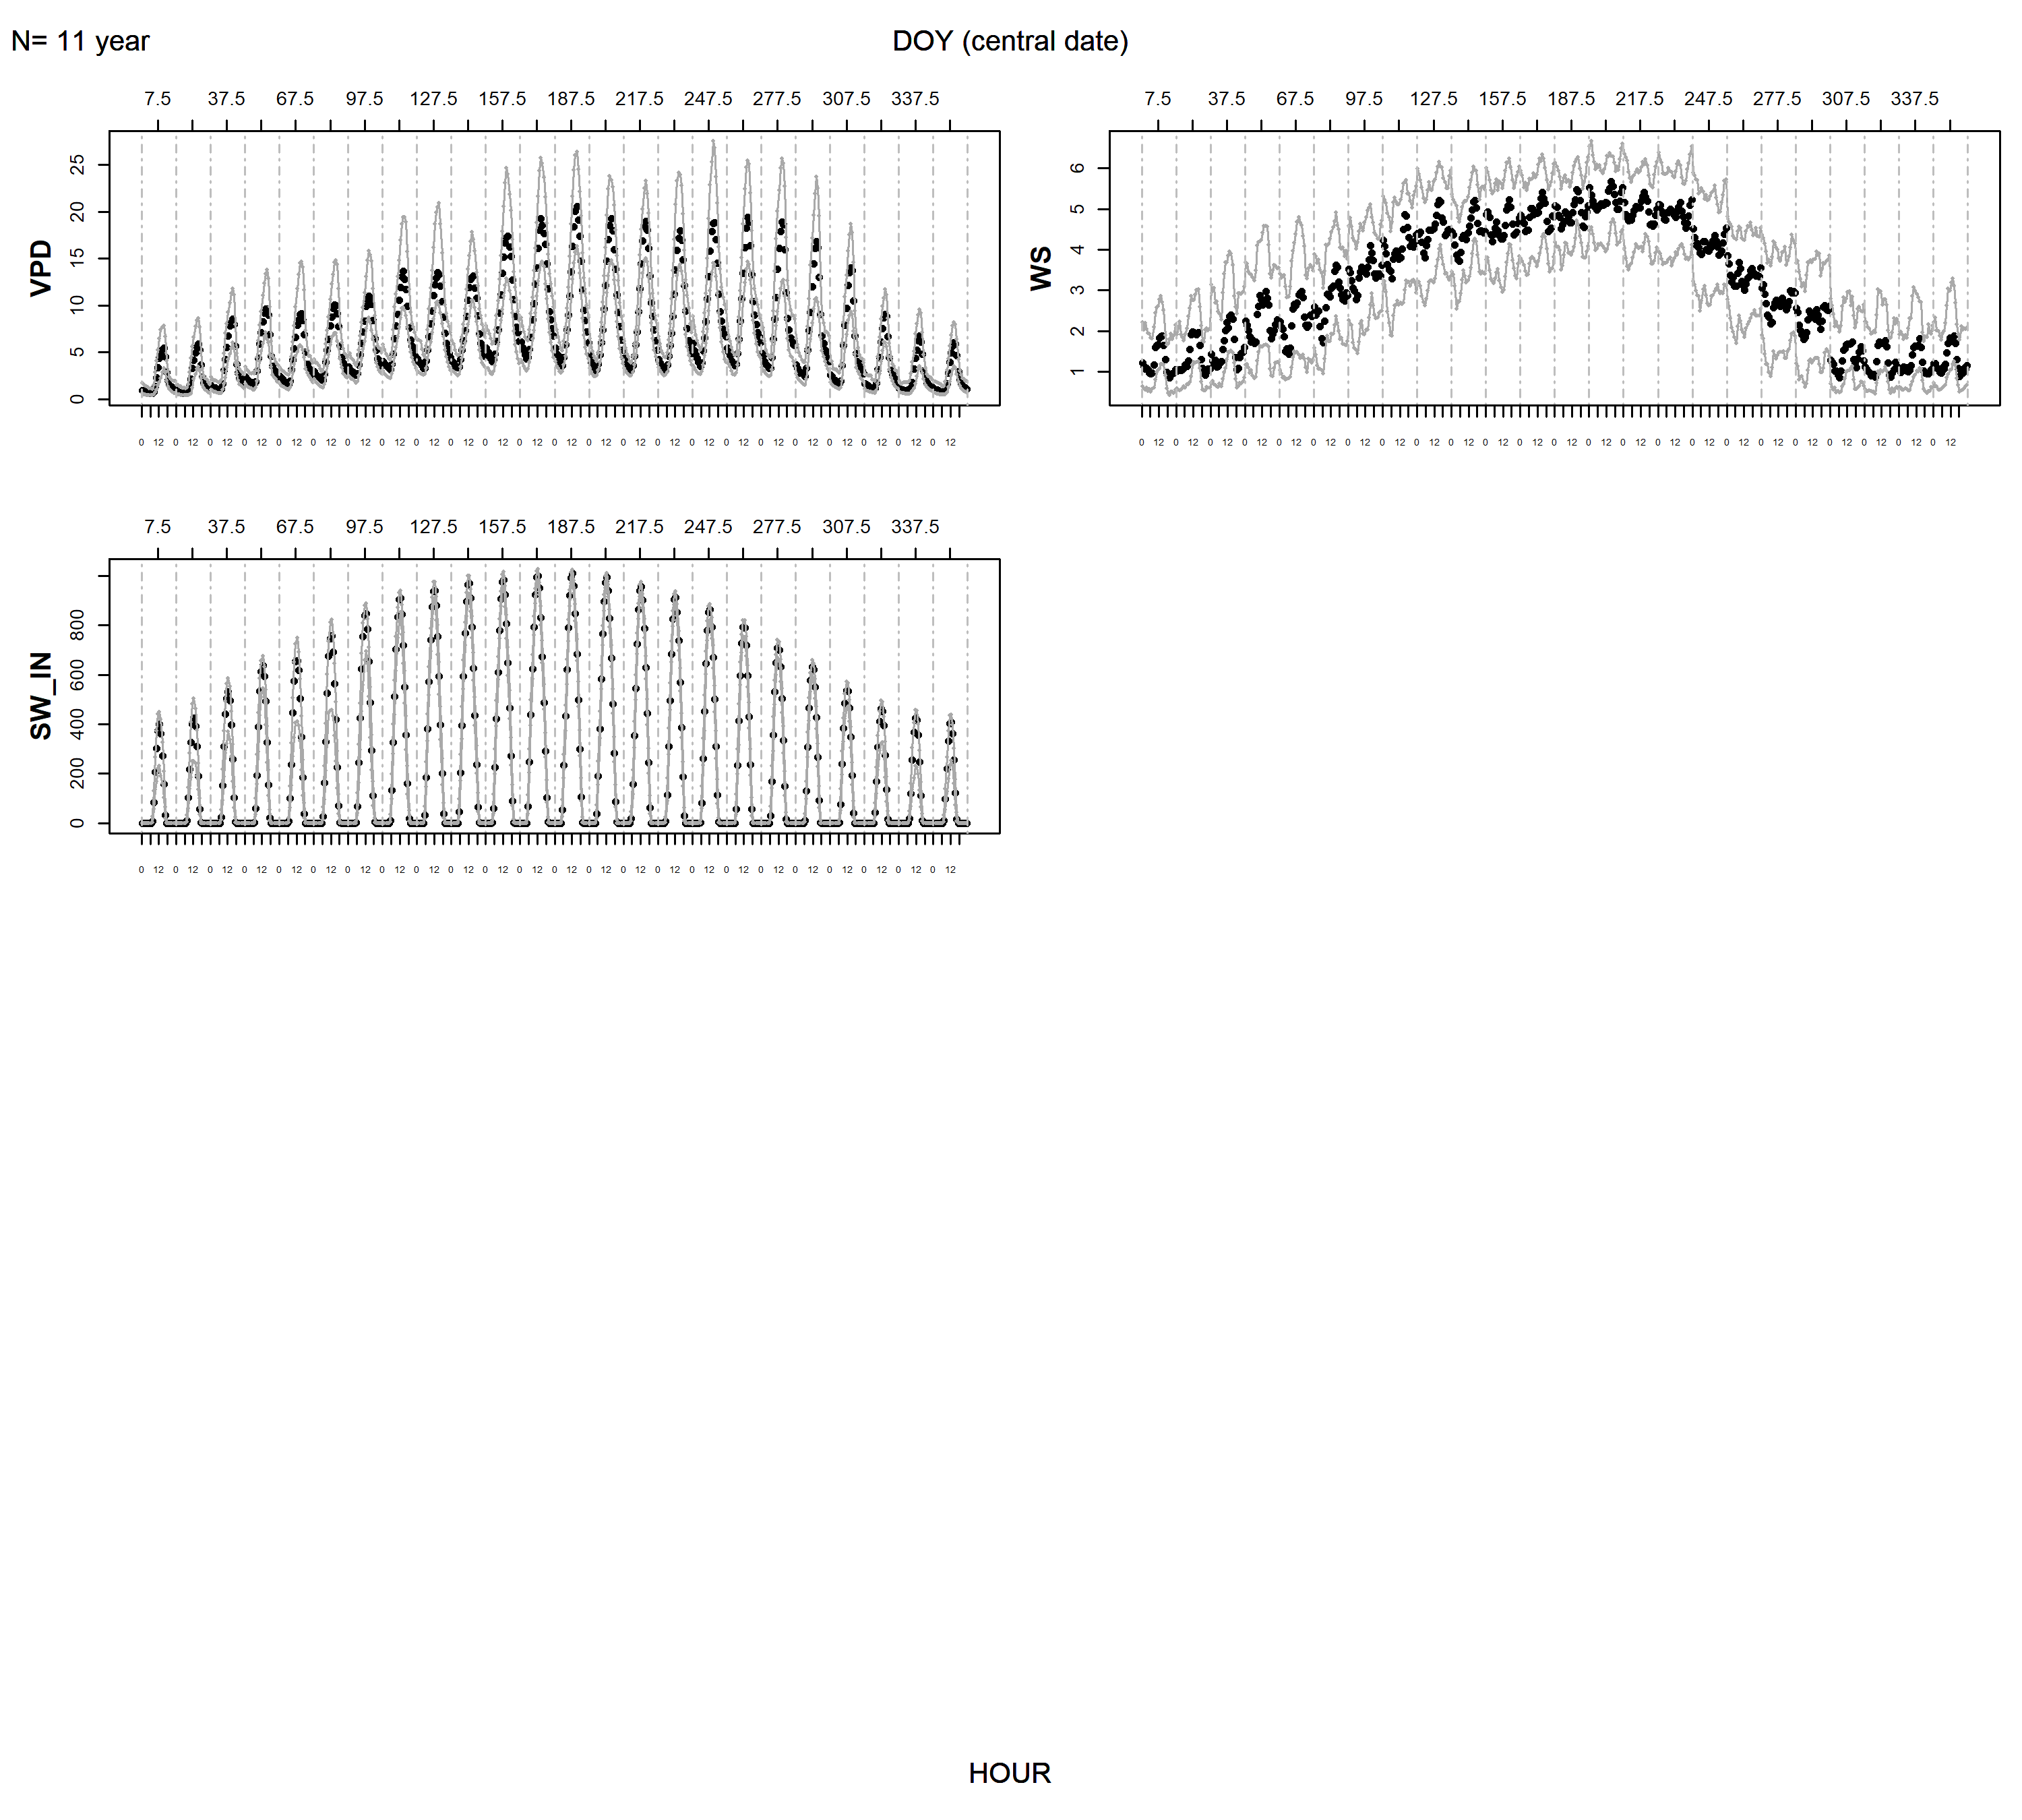 N= 11 year
DOY (central date)
7.5 37.5 67.5 97.5 127.5 157.5 187.5 217.5 247.5 277.5 307.5 337.5
VPD
25
20
15
10
5
0
0 12 0 12 0 12 0 12 0 12 0 12 0 12 0 12 0 12 0 12 0 12 0 12 0 12 0 12 0 12 0 12 0 12 0 12 0 12 0 12 0 12 0 12 0 12 0 12
7.5 37.5 67.5 97.5 127.5 157.5 187.5 217.5 247.5 277.5 307.5 337.5
WS
6
5
4
3
2
1
0 12 0 12 0 12 0 12 0 12 0 12 0 12 0 12 0 12 0 12 0 12 0 12 0 12 0 12 0 12 0 12 0 12 0 12 0 12 0 12 0 12 0 12 0 12 0 12
7.5 37.5 67.5 97.5 127.5 157.5 187.5 217.5 247.5 277.5 307.5 337.5
SW_IN
800
600
400
200
0
0 12 0 12 0 12 0 12 0 12 0 12 0 12 0 12 0 12 0 12 0 12 0 12 0 12 0 12 0 12 0 12 0 12 0 12 0 12 0 12 0 12 0 12 0 12 0 12
HOUR